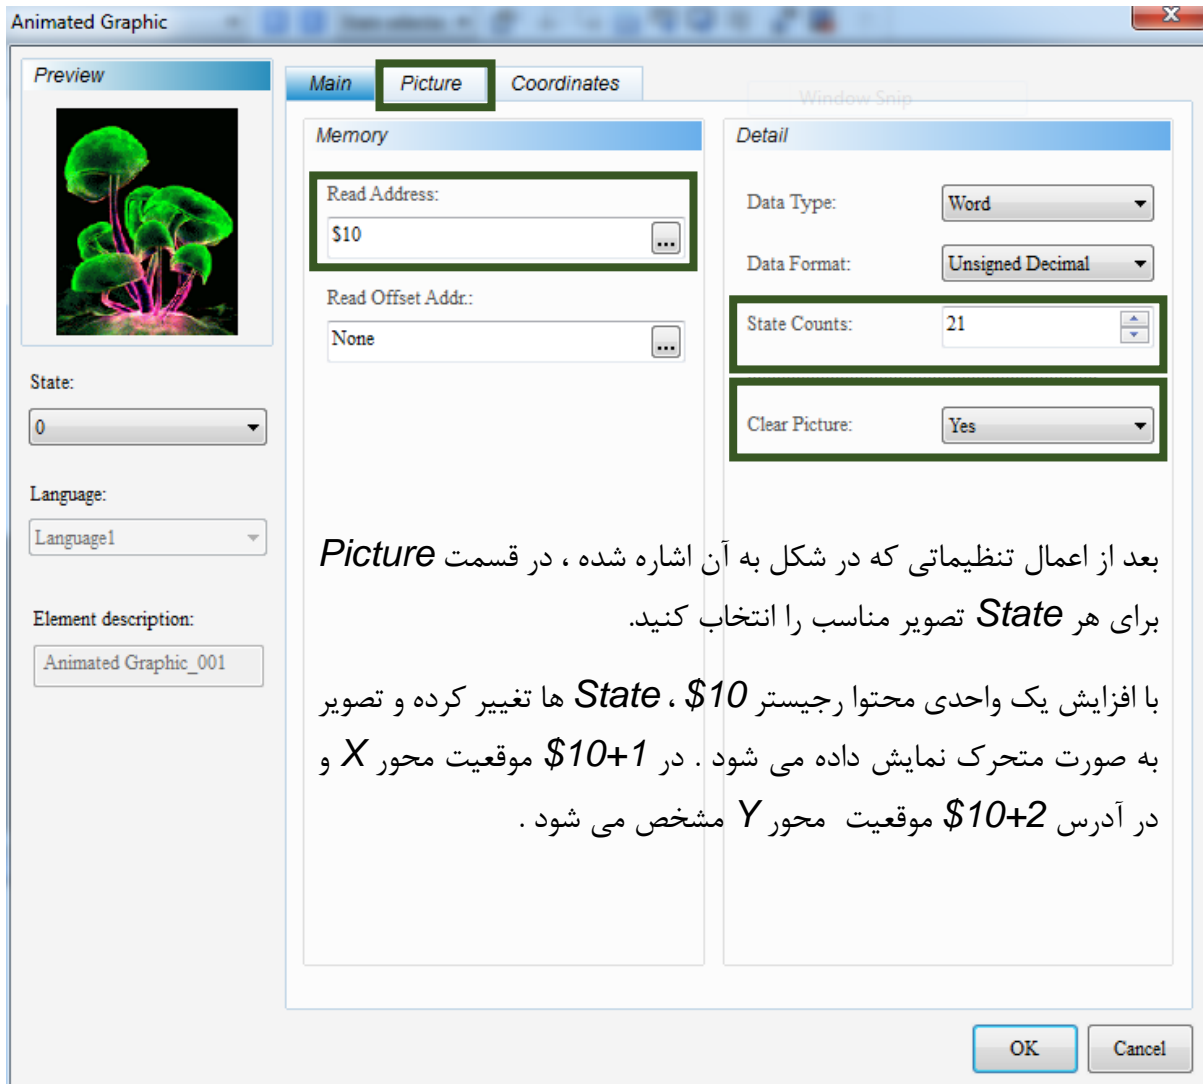 Animated Graphic
Preview
Main
Picture
Coordinates
Window Snip
Memory
Detail
Read Address:
$10
...
Data Type:
Word
Data Format:
Unsigned Decimal
Read Offset Addr.:
None
...
State Counts:
21
Clear Picture:
Yes
State:
0
Language:
Language1
Element description:
Animated Graphic_001
بعد از اعمال تنظیماتی که در شکل به آن اشاره شده ، در قسمت Picture
برای هر State تصویر مناسب را انتخاب کنید.
با افزایش یک واحدی محتوا رجیستر $10 ، State ها تغییر کرده و تصویر
به صورت متحرک نمایش داده می شود . در $10+1 موقعیت محور X و
در آدرس $10+2 موقعیت محور Y مشخص می شود .
OK
Cancel